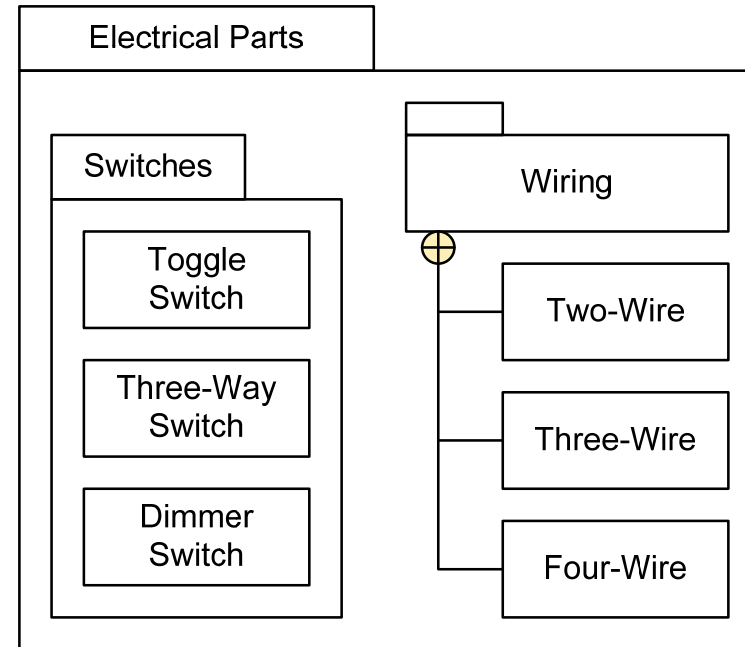 Electrical Parts
Switches
Toggle
Switch
Three-Way
Switch
Dimmer
Switch
Wiring
Two-Wire
Three-Wire
Four-Wire